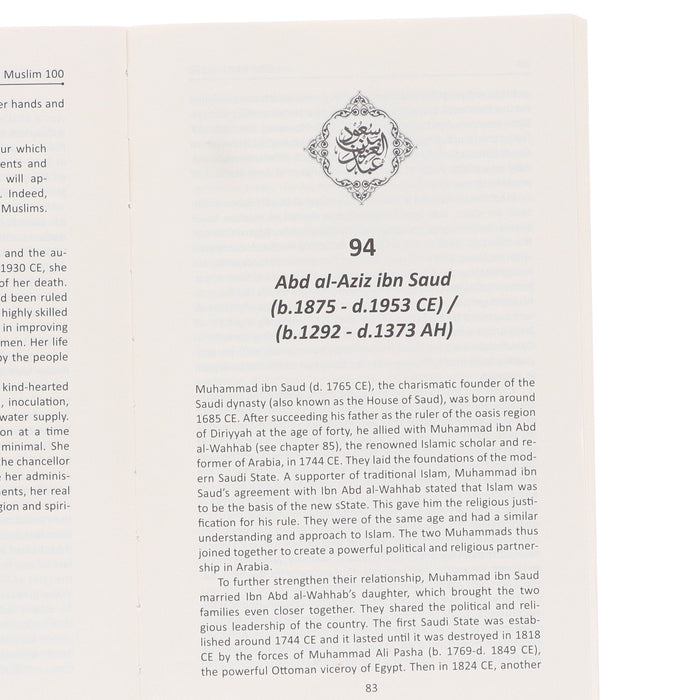 Muslim 100
er hands and
ur which
ents and
will ap-
. Indeed,
Muslims.
and the au-
1930 CE, she
of her death.
d been ruled
highly skilled
in improving
men. Her life
by the people
kind-hearted
, inoculation,
water supply.
on at a time
minimal. She
the chancellor
e her adminis-
ents, her real
gion and spiri-
سعود
بن
العزيز
عبد
94
Abd al-Aziz ibn Saud
(b.1875 - d.1953 CE) /
(b.1292 - d.1373 AH)
Muhammad ibn Saud (d. 1765 CE), the charismatic founder of the
Saudi dynasty (also known as the House of Saud), was born around
1685 CE. After succeeding his father as the ruler of the oasis region
of Diriyyah at the age of forty, he allied with Muhammad ibn Abd
al-Wahhab (see chapter 85), the renowned Islamic scholar and re-
former of Arabia, in 1744 CE. They laid the foundations of the mod-
ern Saudi State. A supporter of traditional Islam, Muhammad ibn
Saud's agreement with Ibn Abd al-Wahhab stated that Islam was
to be the basis of the new sState. This gave him the religious justi-
fication for his rule. They were of the same age and had a similar
understanding and approach to Islam. The two Muhammads thus
joined together to create a powerful political and religious partner-
ship in Arabia.
To further strengthen their relationship, Muhammad ibn Saud
married Ibn Abd al-Wahhab's daughter, which brought the two
families even closer together. They shared the political and reli-
gious leadership of the country. The first Saudi State was estab-
lished around 1744 CE and it lasted until it was destroyed in 1818
CE by the forces of Muhammad Ali Pasha (b. 1769-d. 1849 CE),
the powerful Ottoman viceroy of Egypt. Then in 1824 CE, another
83